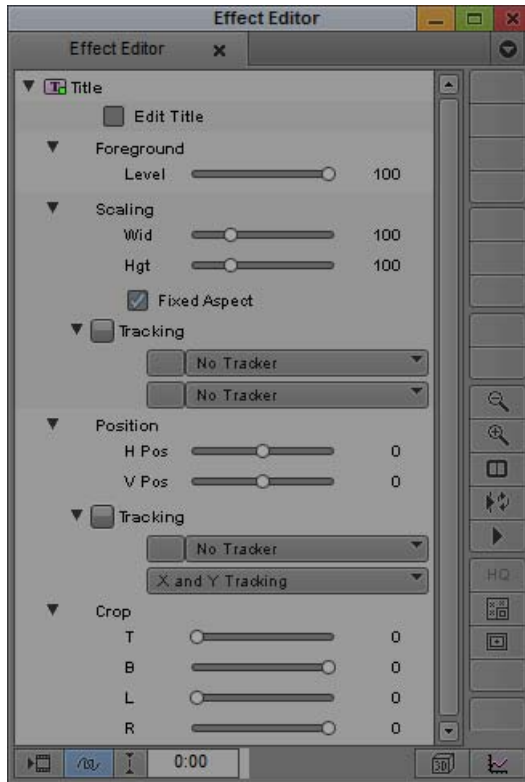 Effect Editor
Effect Editor
Title
Edit Title
Foreground
Level 100
Scaling
Wid 100
Hgt 100
Fixed Aspect
Tracking
No Tracker
No Tracker
Position
H Pos 0
V Pos 0
Tracking
No Tracker
X and Y Tracking
HQ
Crop
T 0
B 0
L 0
R 0
0:00
3D